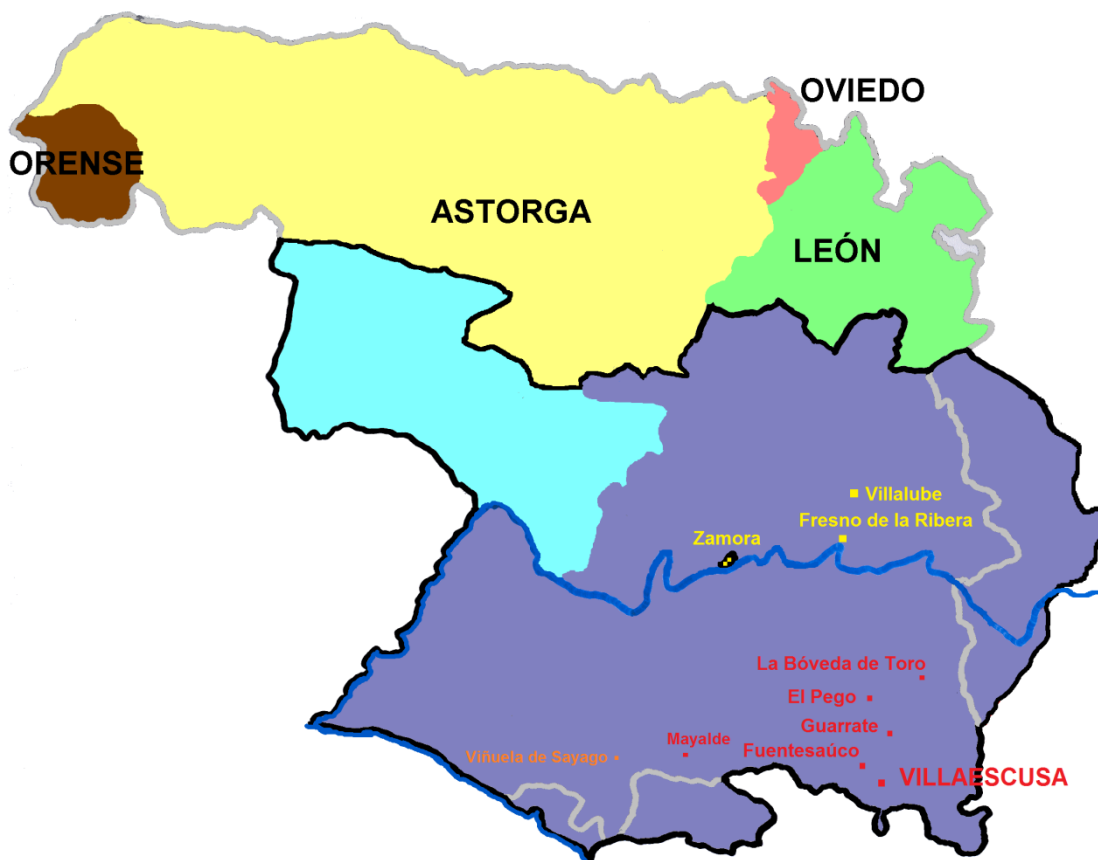 OVIEDO
ORENSE
ASTORGA
LEÓN
Villalube
Fresno de la Ribera
Zamora
La Bóveda de Toro
El Pego
Guarrate
Mayalde
Fuentesaúco
Viñuela de Sayago
VILLAESCUSA